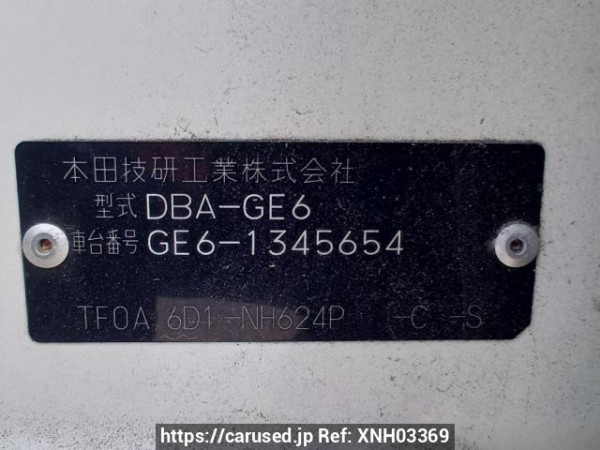 本田技研工業株式会社
型式 DBA-GE6
車台番号 GE6-1345654
TF0A 6D1 -NH624P -C -S
https://carused.jp Ref: XNH03369